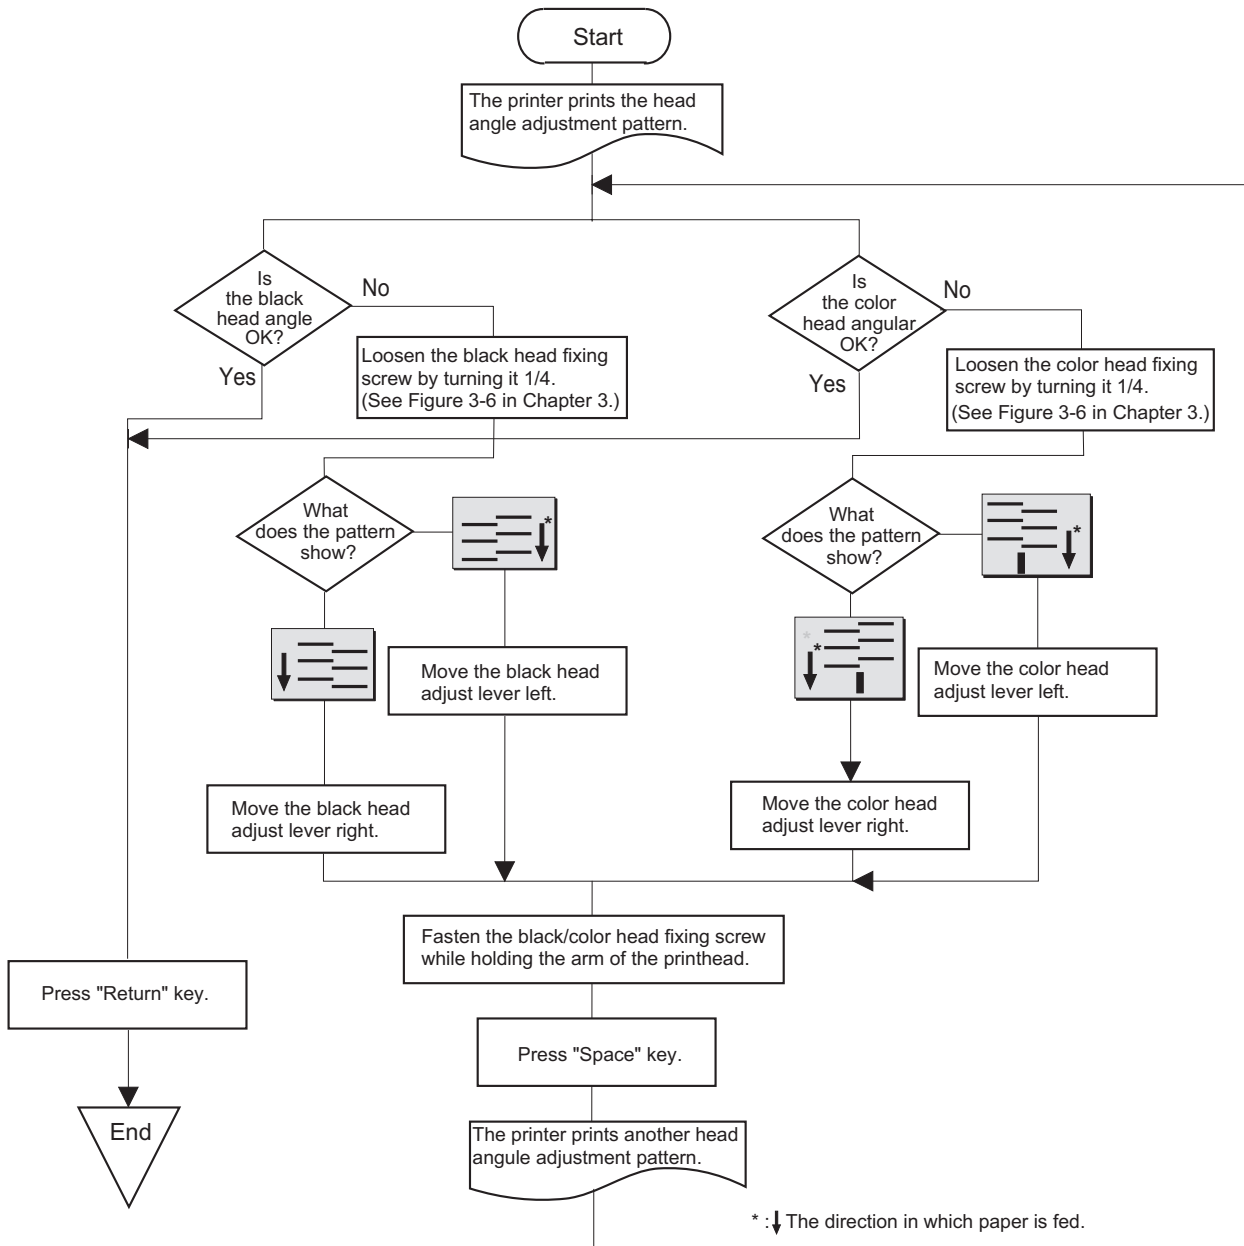 Start
The printer prints the head
angle adjustment pattern.
Is
the black
head angle
OK?
No
Yes
Is
the color
head angular
OK?
No
Yes
Loosen the black head fixing
screw by turning it 1/4.
(See Figure 3-6 in Chapter 3.)
Loosen the color head fixing
screw by turning it 1/4.
(See Figure 3-6 in Chapter 3.)
What
does the pattern
show?
*
What
does the pattern
show?
*
*
*
Move the black head
adjust lever left.
Move the color head
adjust lever left.
Move the black head
adjust lever right.
Move the color head
adjust lever right.
Fasten the black/color head fixing screw
while holding the arm of the printhead.
Press "Return" key.
Press "Space" key.
End
The printer prints another head
angule adjustment pattern.
* : The direction in which paper is fed.